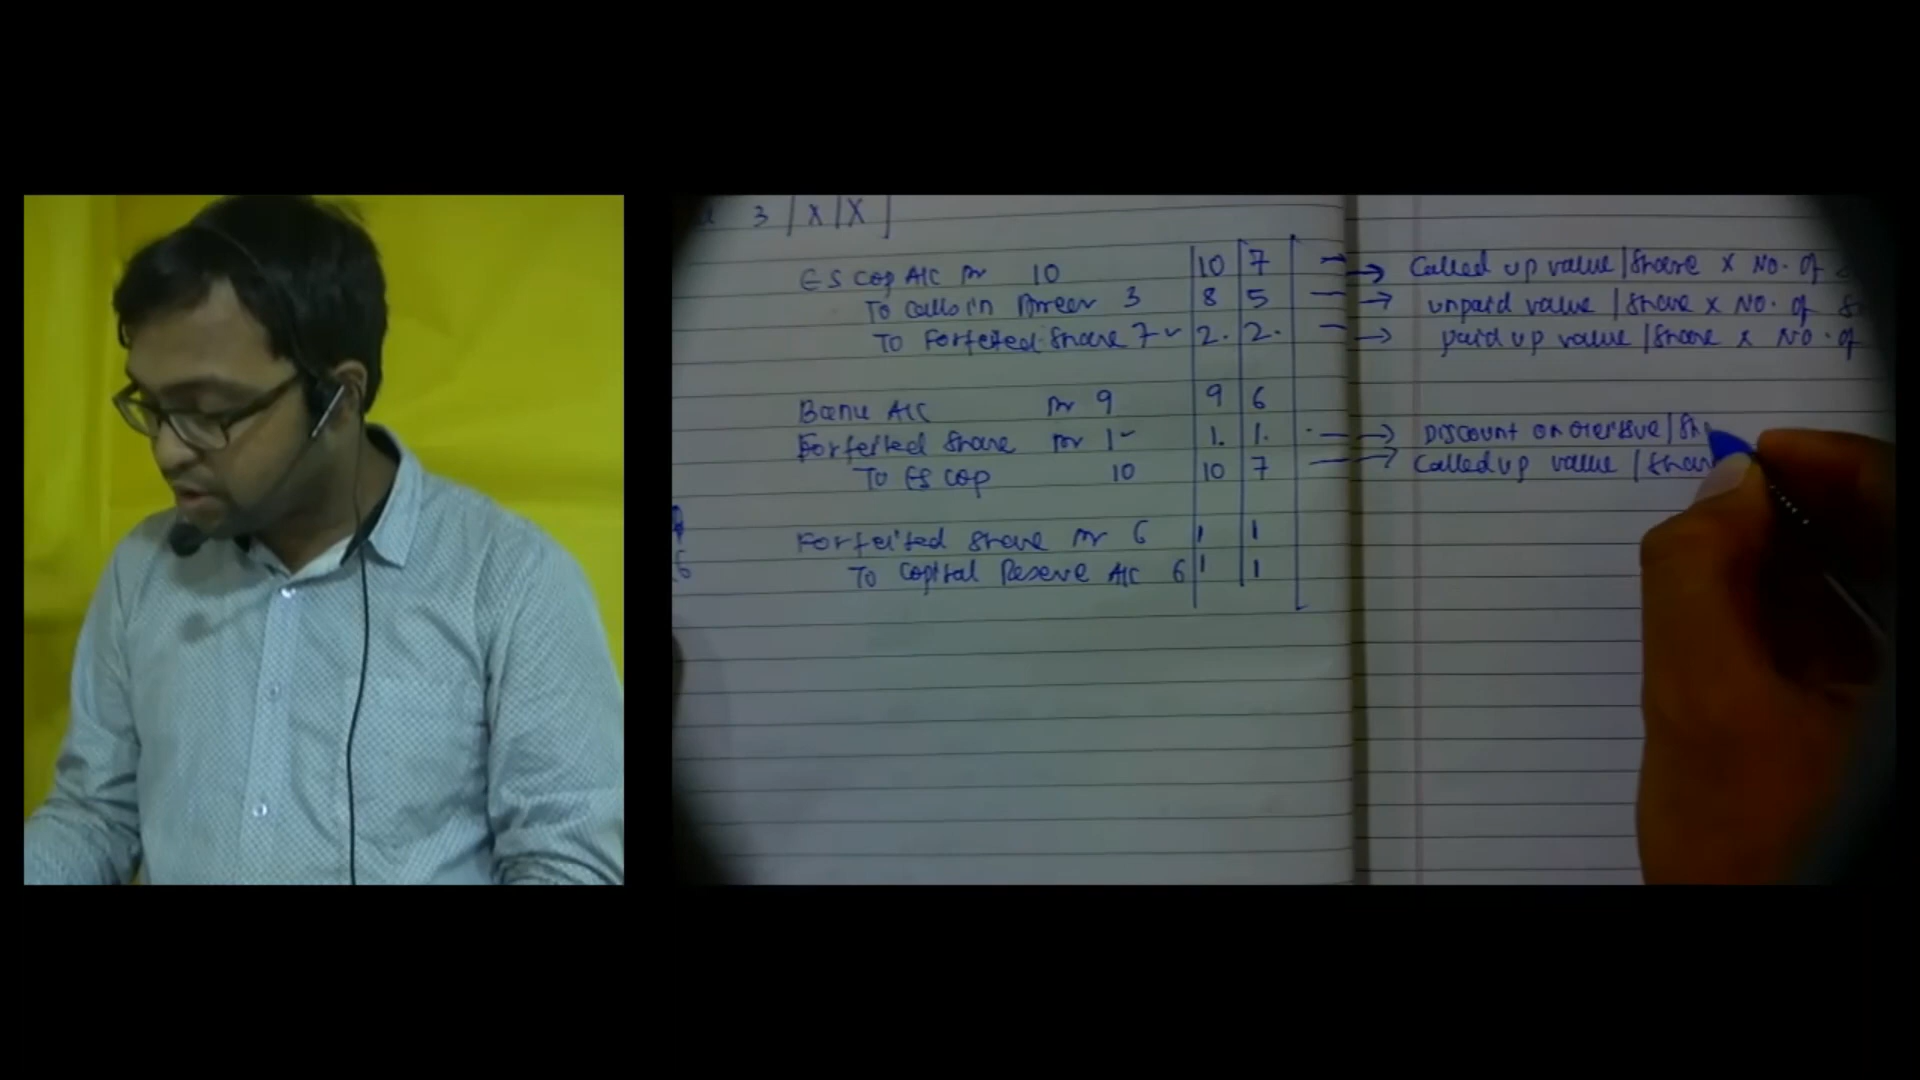 3 | X | X
ES Cap A/C Dr 10 | 10 | 7 → Called up value / Share x No. of
To Calls in Arrear 3 | 8 | 5 → unpaid value / Share x No. of
To Forfeited Share 7 | 2. | 2. → paid up value / Share x No. of
Bank A/C Dr 9 | 9 | 6
Forfeited Share Dr 1 | 1. | 1. → Discount on
To ES Cap 10 | 10 | 7 → Called up value / Shar
Forfeited Share Dr 6 | 1 | 1
To Capital Reserve A/C 6 | 1 | 1